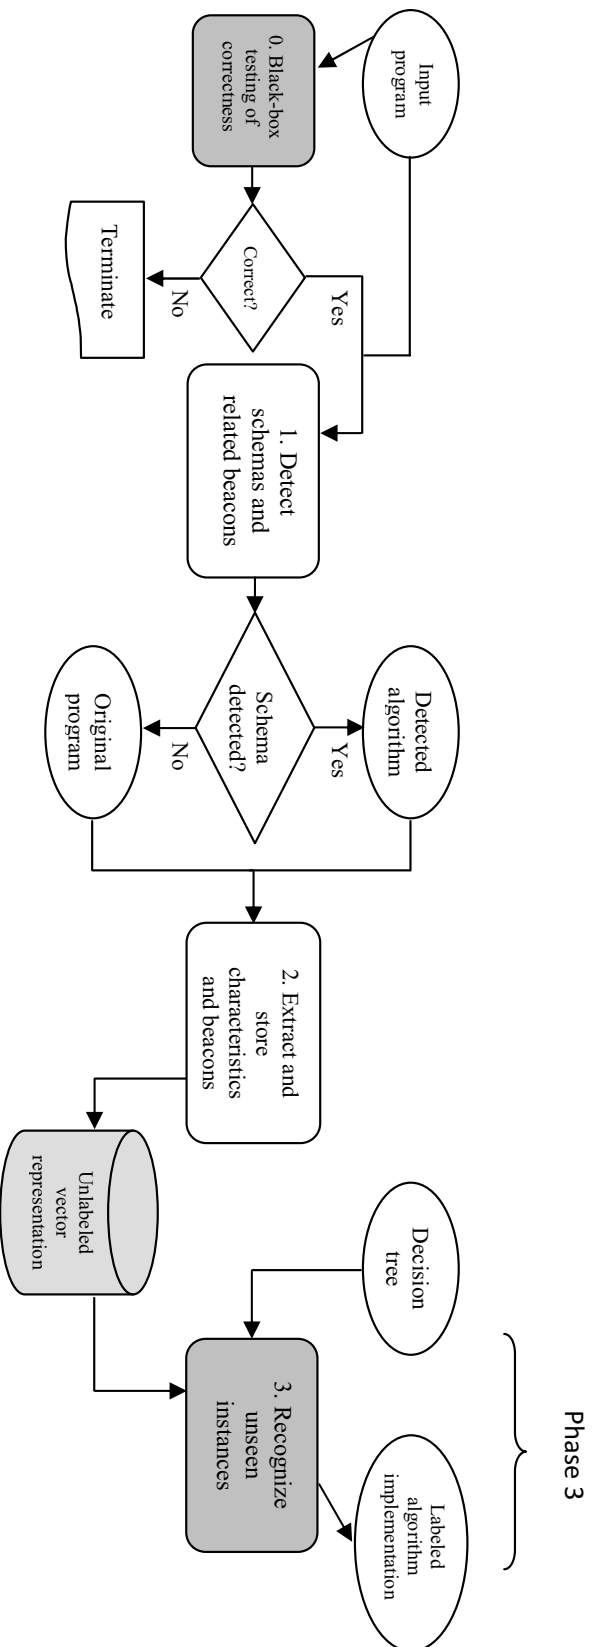 Phase 3
Input
program
0. Black-box
testing of
correctness
Correct?
Yes
No
Terminate
1. Detect
schemas and
related beacons
Schema
detected?
Yes
No
Detected
algorithm
Original
program
2. Extract and
store
characteristics
and beacons
Unlabeled
vector
representation
Decision
tree
3. Recognize
unseen
instances
Labeled
algorithm
implementation